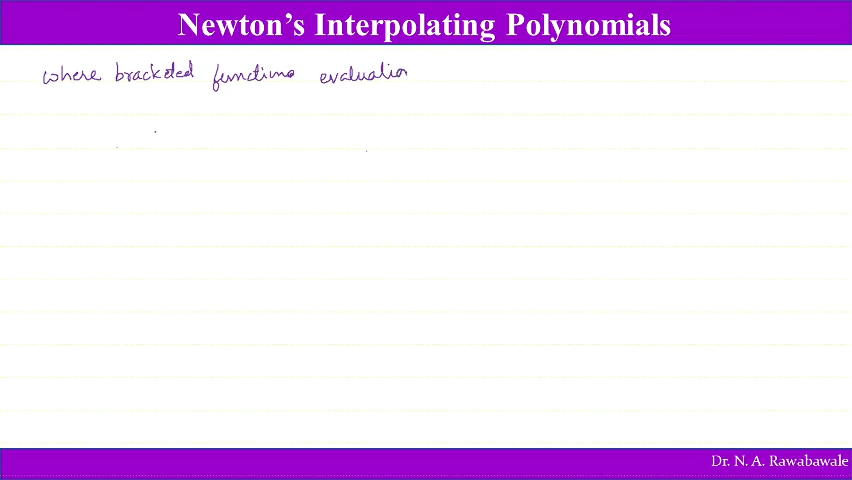 Newton's Interpolating Polynomials
where bracketed functions evaluation
Dr. N. A. Rawabawale